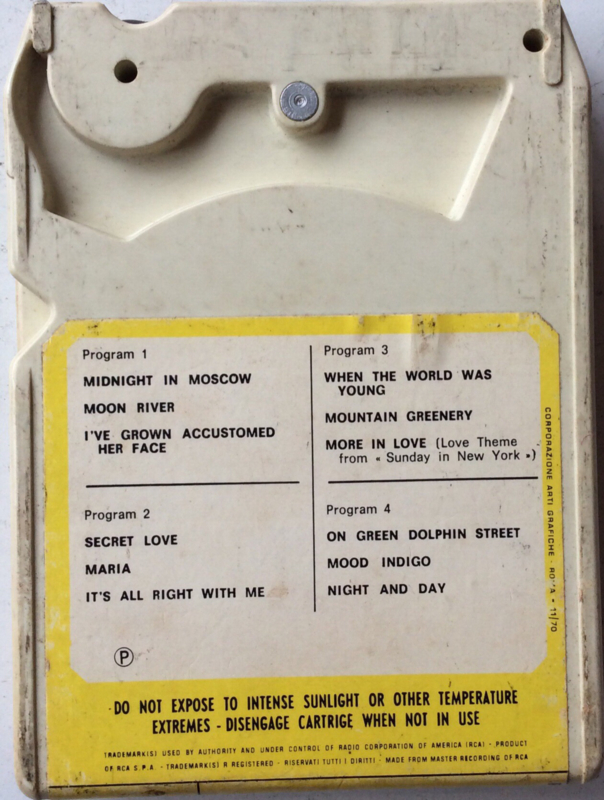 Program 1
MIDNIGHT IN MOSCOW
MOON RIVER
I'VE GROWN ACCUSTOMED
HER FACE
Program 2
SECRET LOVE
MARIA
IT'S ALL RIGHT WITH ME
Program 3
WHEN THE WORLD WAS
YOUNG
MOUNTAIN GREENERY
MORE IN LOVE (Love Theme
from « Sunday in New York »)
Program 4
ON GREEN DOLPHIN STREET
MOOD INDIGO
NIGHT AND DAY
CORPORAZIONE ARTI GRAFICHE - ROMA - 11/70
℗
DO NOT EXPOSE TO INTENSE SUNLIGHT OR OTHER TEMPERATURE
EXTREMES - DISENGAGE CARTRIGE WHEN NOT IN USE
TRADEMARK(S) USED BY AUTHORITY AND UNDER CONTROL OF RADIO CORPORATION OF AMERICA (RCA) - PRODUCT
OF RCA S.P.A - TRADEMARK(S) R REGISTERED - RISERVATI TUTTI I DIRITTI - MADE FROM MASTER RECORDING OF RCA